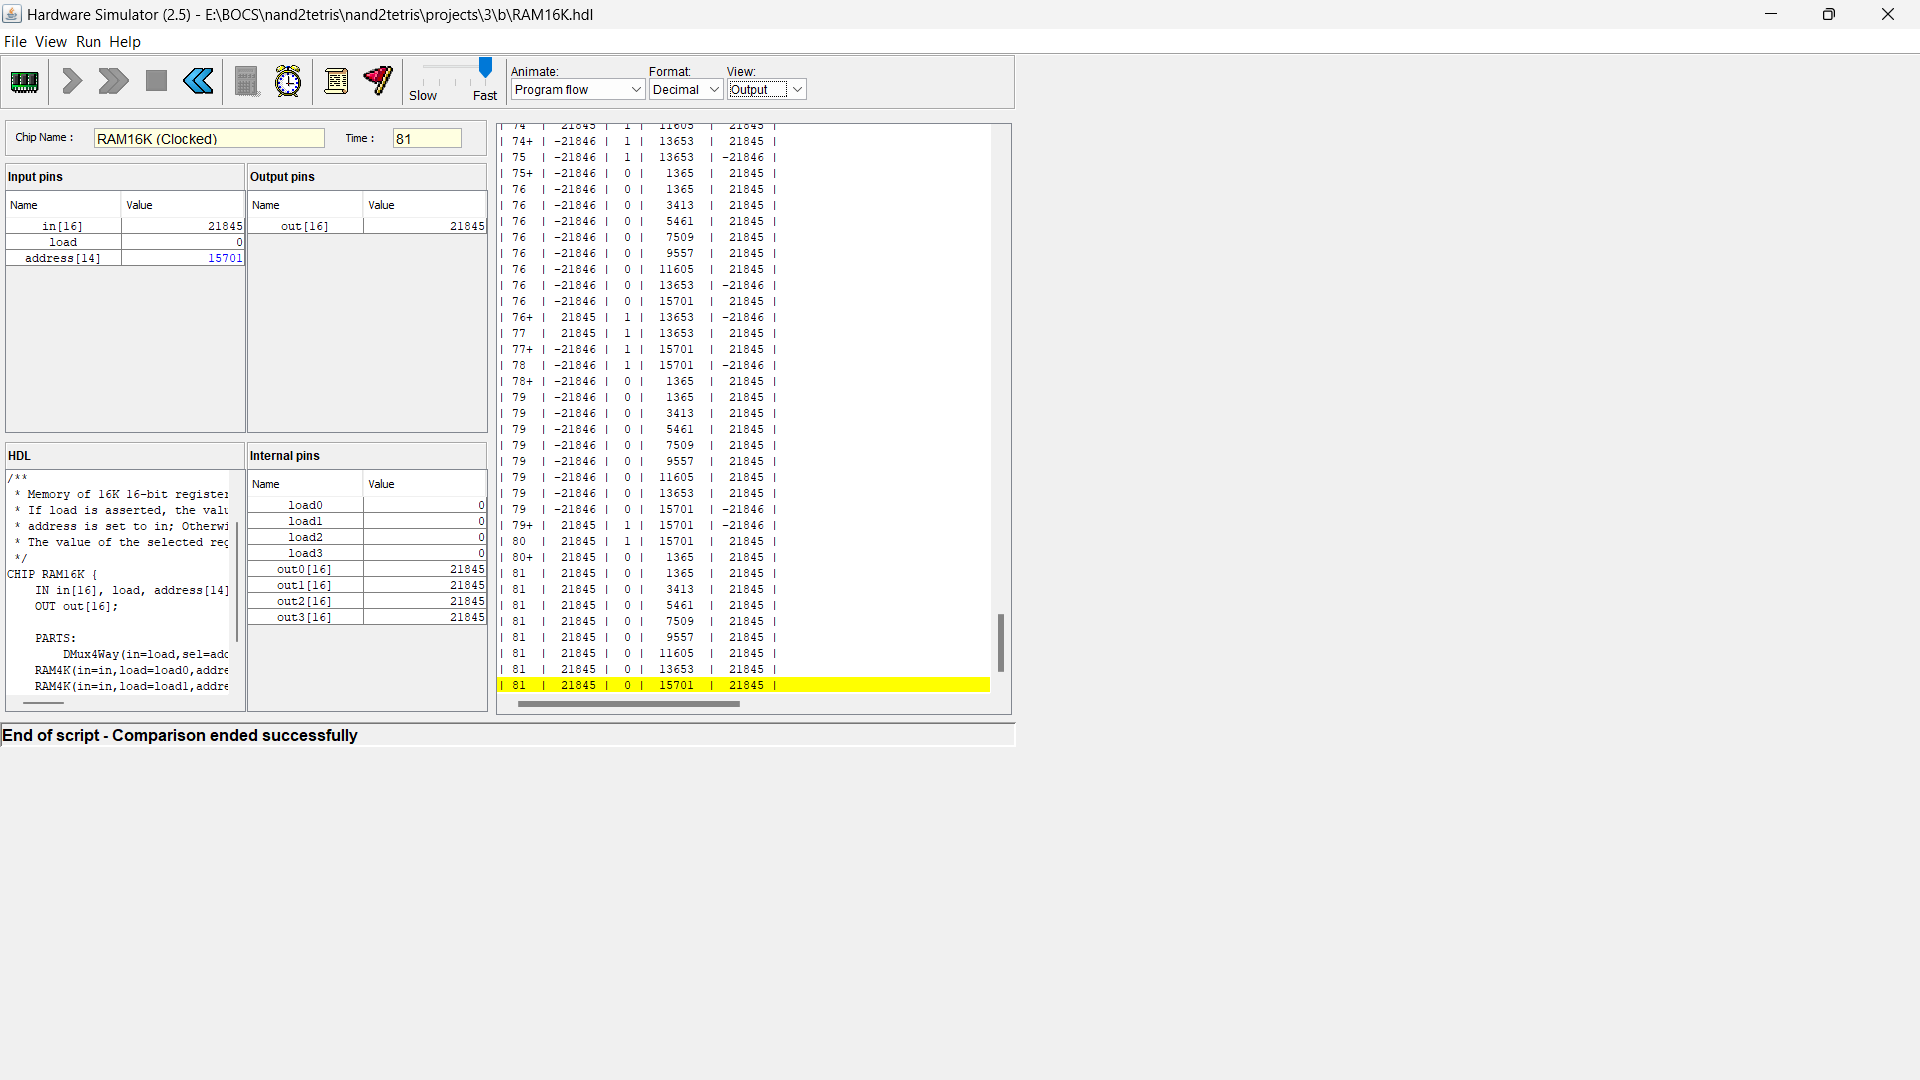 Hardware Simulator (2.5) - E:\BOCS\nand2tetris\nand2tetris\projects\3\b\RAM16K.hdl
File View Run Help
Slow Fast
Animate: Format: View:
Program flow Decimal Output
Chip Name : RAM16K (Clocked) Time : 81
Input pins
Name Value
in[16] 21845
load 0
address[14] 15701
Output pins
Name Value
out[16] 21845
HDL
/**
* Memory of 16K 16-bit register
* If load is asserted, the valu
* address is set to in; Otherwi
* The value of the selected reg
*/
CHIP RAM16K {
IN in[16], load, address[14]
OUT out[16];
PARTS:
DMux4Way(in=load,sel=add
RAM4K(in=in,load=load0,addre
RAM4K(in=in,load=load1,addre
Internal pins
Name Value
load0 0
load1 0
load2 0
load3 0
out0[16] 21845
out1[16] 21845
out2[16] 21845
out3[16] 21845
| 74 | 21845 | 1 | 11605 | 21845 |
| 74+ | -21846 | 1 | 13653 | 21845 |
| 75 | -21846 | 1 | 13653 | -21846 |
| 75+ | -21846 | 0 | 1365 | 21845 |
| 76 | -21846 | 0 | 1365 | 21845 |
| 76 | -21846 | 0 | 3413 | 21845 |
| 76 | -21846 | 0 | 5461 | 21845 |
| 76 | -21846 | 0 | 7509 | 21845 |
| 76 | -21846 | 0 | 9557 | 21845 |
| 76 | -21846 | 0 | 11605 | 21845 |
| 76 | -21846 | 0 | 13653 | -21846 |
| 76 | -21846 | 0 | 15701 | 21845 |
| 76+ | 21845 | 1 | 13653 | -21846 |
| 77 | 21845 | 1 | 13653 | 21845 |
| 77+ | -21846 | 1 | 15701 | 21845 |
| 78 | -21846 | 1 | 15701 | -21846 |
| 78+ | -21846 | 0 | 1365 | 21845 |
| 79 | -21846 | 0 | 1365 | 21845 |
| 79 | -21846 | 0 | 3413 | 21845 |
| 79 | -21846 | 0 | 5461 | 21845 |
| 79 | -21846 | 0 | 7509 | 21845 |
| 79 | -21846 | 0 | 9557 | 21845 |
| 79 | -21846 | 0 | 11605 | 21845 |
| 79 | -21846 | 0 | 13653 | 21845 |
| 79 | -21846 | 0 | 15701 | -21846 |
| 79+ | 21845 | 1 | 15701 | -21846 |
| 80 | 21845 | 1 | 15701 | 21845 |
| 80+ | 21845 | 0 | 1365 | 21845 |
| 81 | 21845 | 0 | 1365 | 21845 |
| 81 | 21845 | 0 | 3413 | 21845 |
| 81 | 21845 | 0 | 5461 | 21845 |
| 81 | 21845 | 0 | 7509 | 21845 |
| 81 | 21845 | 0 | 9557 | 21845 |
| 81 | 21845 | 0 | 11605 | 21845 |
| 81 | 21845 | 0 | 13653 | 21845 |
| 81 | 21845 | 0 | 15701 | 21845 |
End of script - Comparison ended successfully